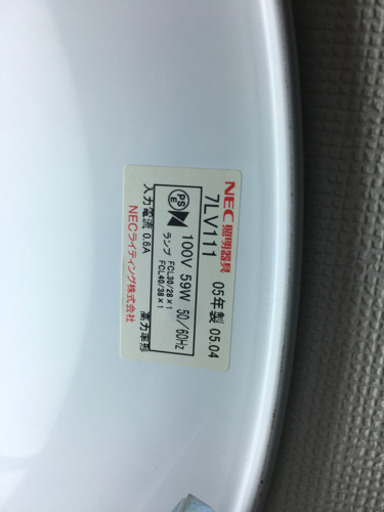 NEC照明器具
7LV111 05年製 05.04
PS
E
100V 59W 50/60Hz
ランプ FCL30/28×1
FCL40/38×1
入力電流 0.6A 高力率形
NECライティング株式会社